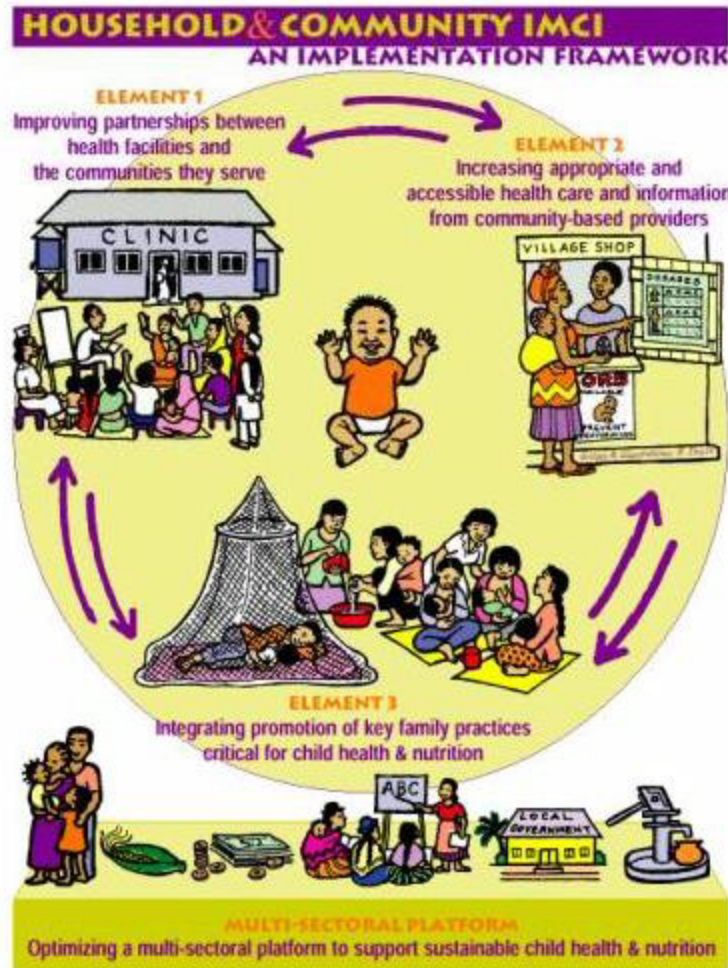 HOUSEHOLD & COMMUNITY IMCI
AN IMPLEMENTATION FRAMEWORK
ELEMENT 1
Improving partnerships between
health facilities and
the communities they serve
ELEMENT 2
Increasing appropriate and
accessible health care and information
from community-based providers
CLINIC
VILLAGE SHOP
ORS
PREVENT
ELEMENT 3
Integrating promotion of key family practices
critical for child health & nutrition
ABC
LOCAL
GOVERNMENT
MULTI-SECTORAL PLATFORM
Optimizing a multi-sectoral platform to support sustainable child health & nutrition